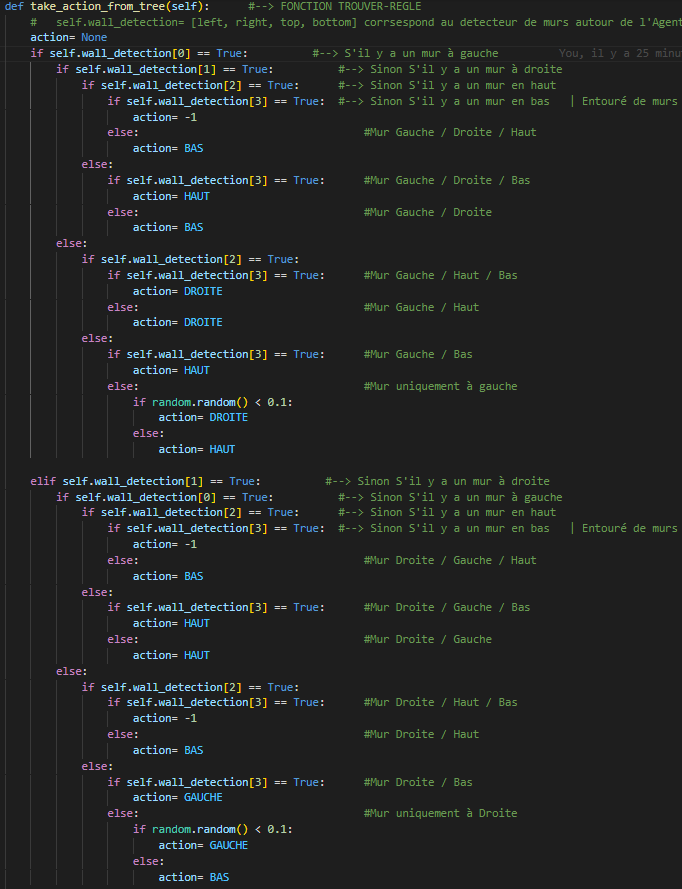 def take_action_from_tree(self):      #--> FONCTION TROUVER-REGLE
    #   self.wall_detection= [left, right, top, bottom] corrsespond au detecteur de murs autour de l'Agent
    action= None
    if self.wall_detection[0] == True:          #--> S'il y a un mur à gauche          You, il y a 25 minu
        if self.wall_detection[1] == True:          #--> Sinon S'il y a un mur à droite
            if self.wall_detection[2] == True:      #--> Sinon S'il y a un mur en haut
                if self.wall_detection[3] == True:  #--> Sinon S'il y a un mur en bas   | Entouré de murs
                    action= -1
                else:                                   #Mur Gauche / Droite / Haut
                    action= BAS
            else:
                if self.wall_detection[3] == True:      #Mur Gauche / Droite / Bas
                    action= HAUT
                else:                                   #Mur Gauche / Droite
                    action= BAS
        else:
            if self.wall_detection[2] == True:
                if self.wall_detection[3] == True:      #Mur Gauche / Haut / Bas
                    action= DROITE
                else:                                   #Mur Gauche / Haut
                    action= DROITE
            else:
                if self.wall_detection[3] == True:      #Mur Gauche / Bas
                    action= HAUT
                else:                                   #Mur uniquement à gauche
                    if random.random() < 0.1:
                        action= DROITE
                    else:
                        action= HAUT
    elif self.wall_detection[1] == True:          #--> Sinon S'il y a un mur à droite
        if self.wall_detection[0] == True:          #--> Sinon S'il y a un mur à gauche
            if self.wall_detection[2] == True:      #--> Sinon S'il y a un mur en haut
                if self.wall_detection[3] == True:  #--> Sinon S'il y a un mur en bas   | Entouré de murs
                    action= -1
                else:                                   #Mur Droite / Gauche / Haut
                    action= BAS
            else:
                if self.wall_detection[3] == True:      #Mur Droite / Gauche / Bas
                    action= HAUT
                else:                                   #Mur Droite / Gauche
                    action= HAUT
        else:
            if self.wall_detection[2] == True:
                if self.wall_detection[3] == True:      #Mur Droite / Haut / Bas
                    action= -1
                else:                                   #Mur Droite / Haut
                    action= BAS
            else:
                if self.wall_detection[3] == True:      #Mur Droite / Bas
                    action= GAUCHE
                else:                                   #Mur uniquement à Droite
                    if random.random() < 0.1:
                        action= GAUCHE
                    else:
                        action= BAS